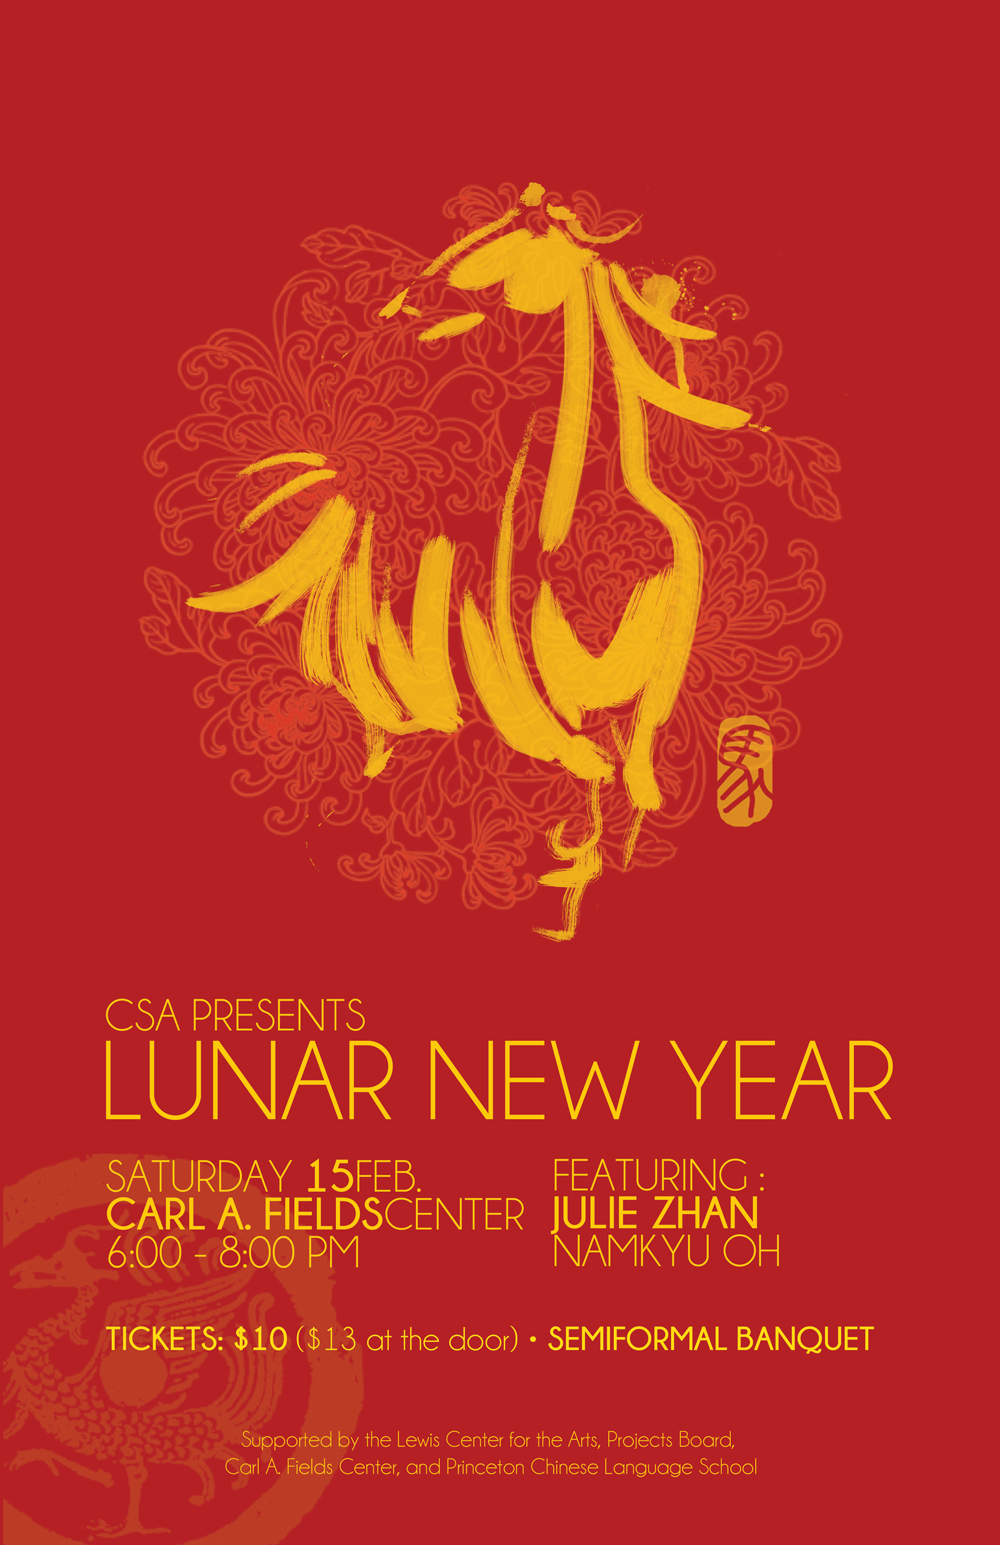 马
CSA PRESENTS
LUNAR NEW YEAR
SATURDAY 15FEB.
CARL A. FIELDSCENTER
6:00 - 8:00 PM
FEATURING :
JULIE ZHAN
NAMKYU OH
TICKETS: $10 ($13 at the door) • SEMIFORMAL BANQUET
Supported by the Lewis Center for the Arts, Projects Board,
Carl A. Fields Center, and Princeton Chinese Language School